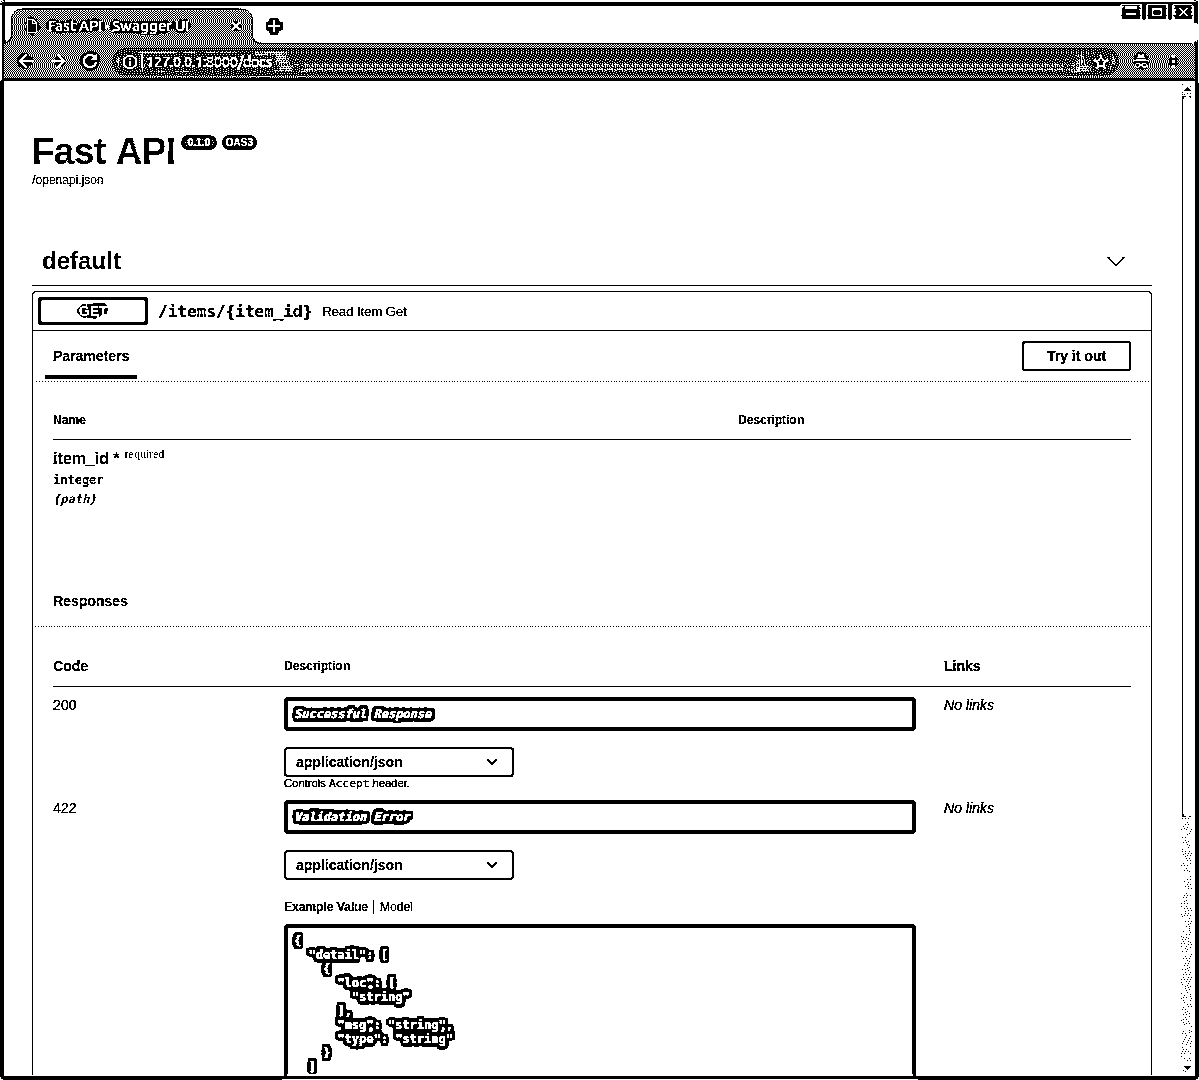 Fast API - Swagger UI
127.0.0.1:8000/docs
Fast API 0.1.0 OAS3
/openapi.json
default
GET /items/{item_id} Read Item Get
Parameters Try it out
Name Description
item_id * required
integer
(path)
Responses
Code Description Links
200 Successful Response No links
application/json
Controls Accept header.
422 Validation Error No links
application/json
Example Value | Model
{
"detail": [
{
"loc": [
"string"
],
"msg": "string",
"type": "string"
}
]